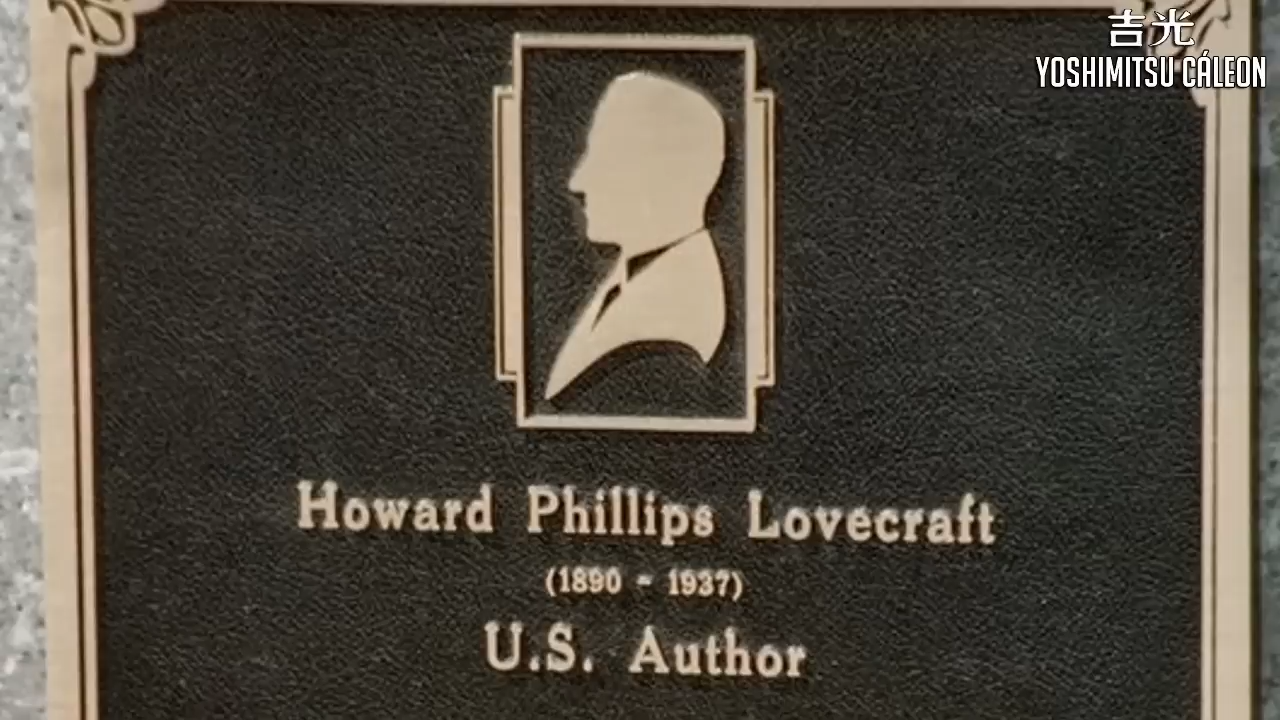 吉光
YOSHIMITSU CÁLEON
Howard Phillips Lovecraft
(1890 - 1937)
U.S. Author